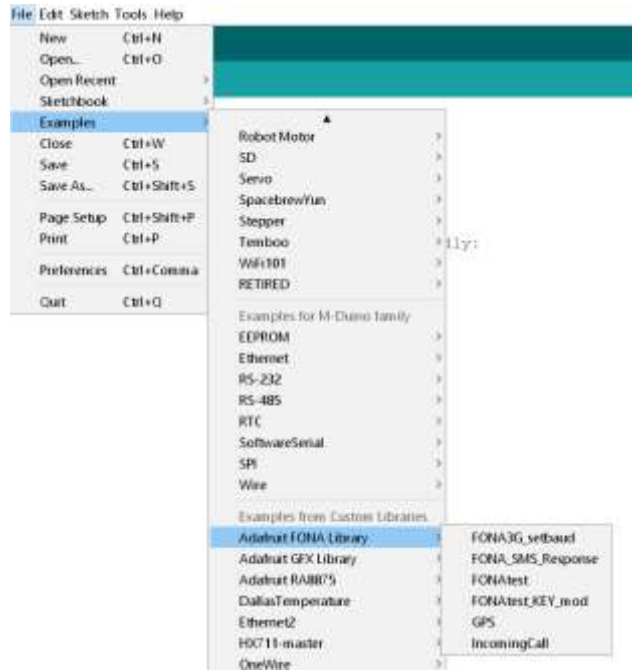 File Edit Sketch Tools Help
New Ctrl+N
Open... Ctrl+O
Open Recent
Sketchbook
Examples
Close Ctrl+W
Save Ctrl+S
Save As... Ctrl+Shift+S
Page Setup Ctrl+Shift+P
Print Ctrl+P
Preferences Ctrl+Comma
Quit Ctrl+Q
Robot Motor
SD
Servo
SpacebrewYun
Stepper
Temboo
WiFi101
RETIRED
ily:
Examples for M-Duino family
EEPROM
Ethernet
RS-232
RS-485
RTC
SoftwareSerial
SPI
Wire
Examples from Custom Libraries
Adafruit FONA Library
Adafruit GFX Library
Adafruit RA8875
DallasTemperature
Ethernet2
HX711-master
OneWire
FONA3G_setbaud
FONA_SMS_Response
FONAtest
FONAtest_KEY_mod
GPS
IncomingCall